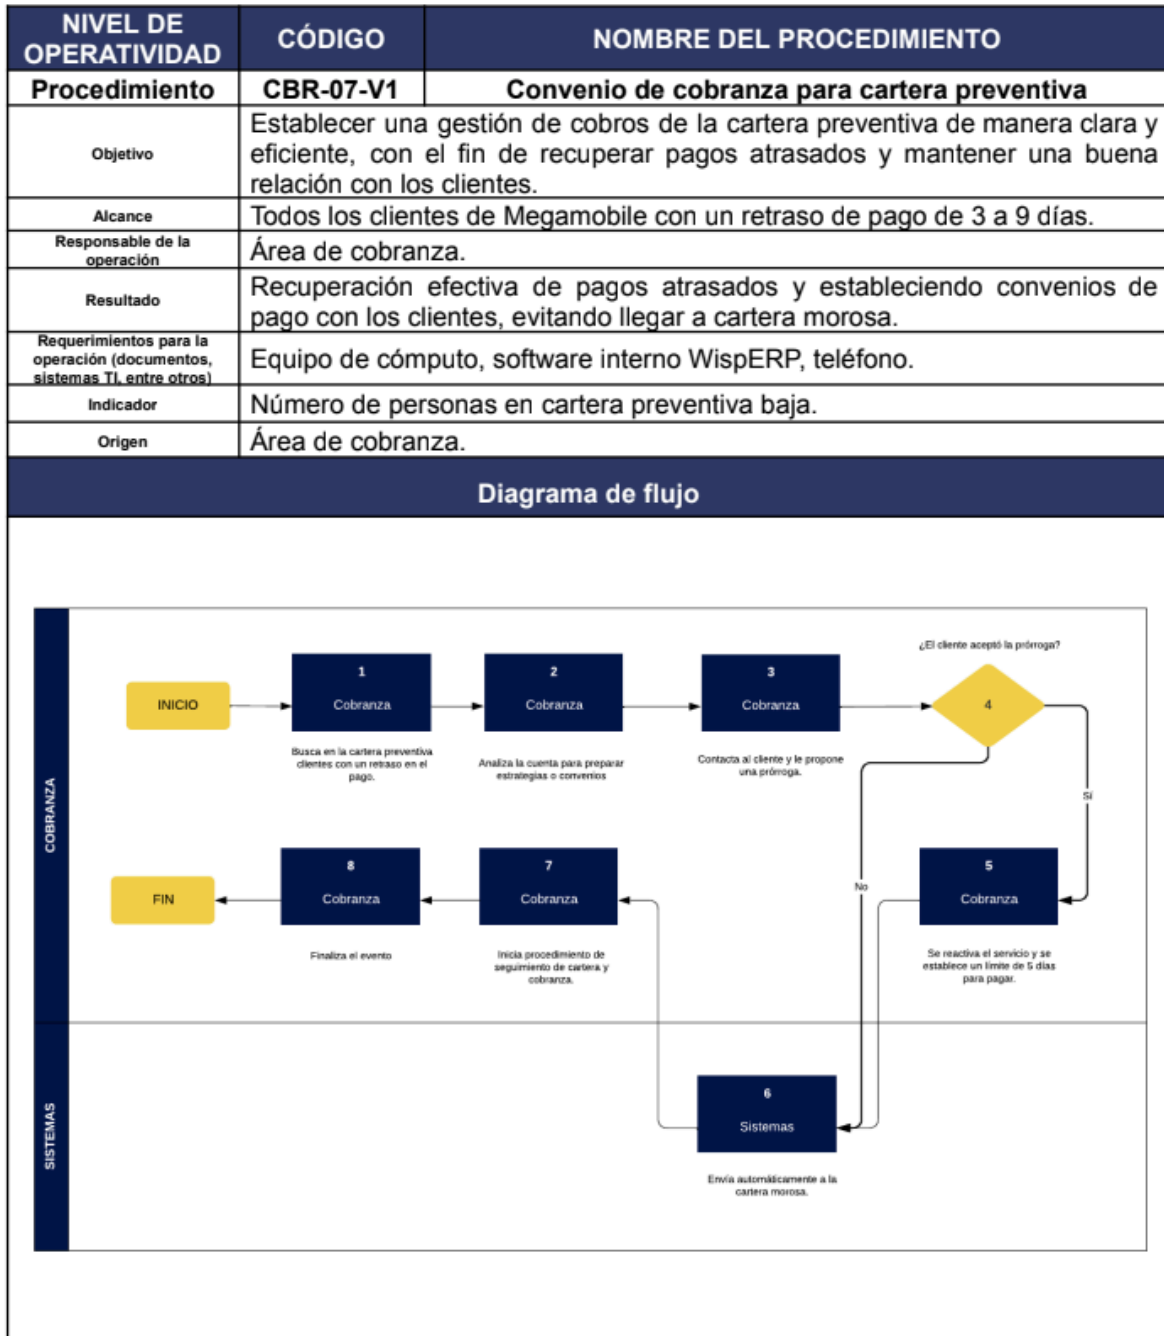 NIVEL DE
OPERATIVIDAD
CÓDIGO
NOMBRE DEL PROCEDIMIENTO
Procedimiento
CBR-07-V1
Convenio de cobranza para cartera preventiva
Objetivo
Establecer una gestión de cobros de la cartera preventiva de manera clara y
eficiente, con el fin de recuperar pagos atrasados y mantener una buena
relación con los clientes.
Alcance
Todos los clientes de Megamobile con un retraso de pago de 3 a 9 días.
Responsable de la
operación
Área de cobranza.
Resultado
Recuperación efectiva de pagos atrasados y estableciendo convenios de
pago con los clientes, evitando llegar a cartera morosa.
Requerimientos para la
operación (documentos,
sistemas TI, entre otros)
Equipo de cómputo, software interno WispERP, teléfono.
Indicador
Número de personas en cartera preventiva baja.
Origen
Área de cobranza.
Diagrama de flujo
COBRANZA
INICIO
1
Cobranza
Busca en la cartera preventiva
clientes con un retraso en el
pago.
2
Cobranza
Analiza la cuenta para preparar
estrategias o convenios
3
Cobranza
Contacta al cliente y le propone
una prórroga.
¿El cliente aceptó la prórroga?
4
Sí
No
5
Cobranza
Se reactiva el servicio y se
establece un límite de 5 días
para pagar.
FIN
8
Cobranza
Finaliza el evento
7
Cobranza
Inicia procedimiento de
seguimiento de cartera y
cobranza.
SISTEMAS
6
Sistemas
Envía automáticamente a la
cartera morosa.